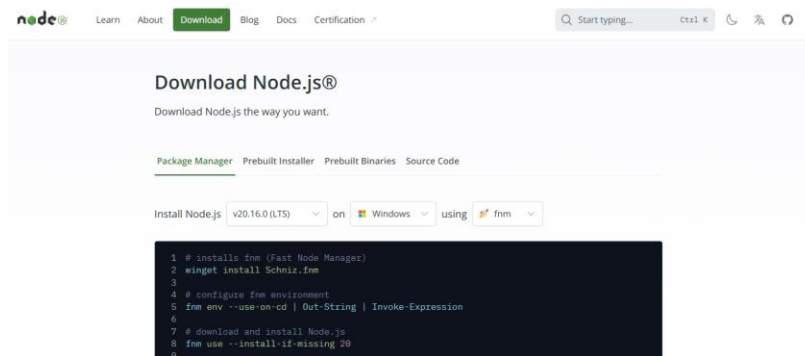 node
Learn About Download Blog Docs Certification Start typing... Ctrl K
Download Node.js®
Download Node.js the way you want.
Package Manager Prebuilt Installer Prebuilt Binaries Source Code
Install Node.js v20.16.0 (LTS) on Windows using fnm
1 # installs fnm (Fast Node Manager)
2 winget install Schniz.fnm
3
4 # configure fnm environment
5 fnm env --use-on-cd | Out-String | Invoke-Expression
6
7 # download and install Node.js
8 fnm use --install-if-missing 20
9